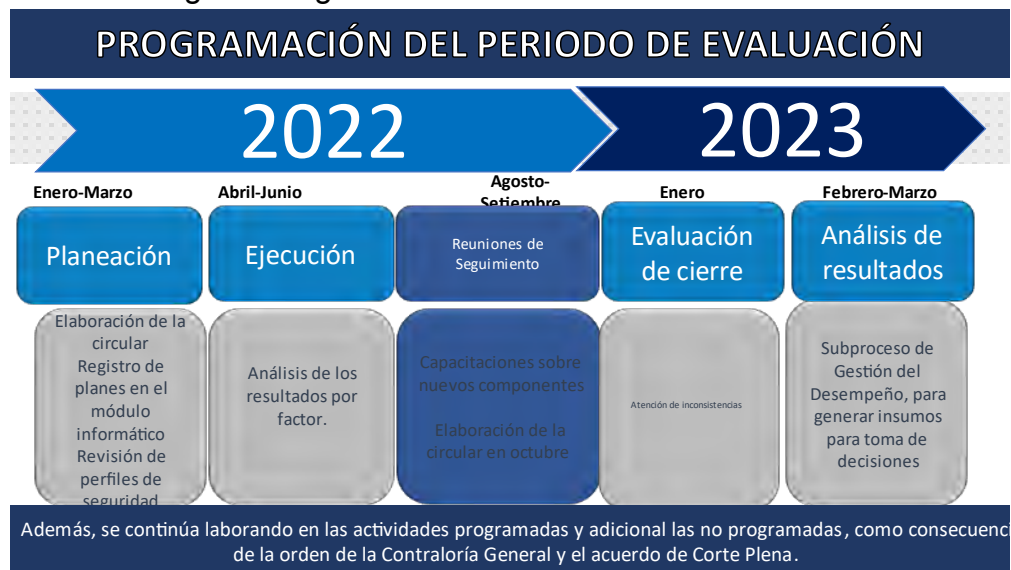 PROGRAMACIÓN DEL PERIODO DE EVALUACIÓN
2022
2023
Enero-Marzo
Abril-Junio
Agosto-
Setiembre
Enero
Febrero-Marzo
Planeación
Ejecución
Reuniones de
Seguimiento
Evaluación
de cierre
Análisis de
resultados
Elaboración de la
circular
Registro de
planes en el
módulo
informático
Revisión de
perfiles de
seguridad
Análisis de los
resultados por
factor.
Capacitaciones sobre
nuevos componentes
Elaboración de la
circular en octubre
Atención de inconsistencias
Subproceso de
Gestión del
Desempeño, para
generar insumos
para toma de
decisiones
Además, se continúa laborando en las actividades programadas y adicional las no programadas, como consecuenci
de la orden de la Contraloría General y el acuerdo de Corte Plena.